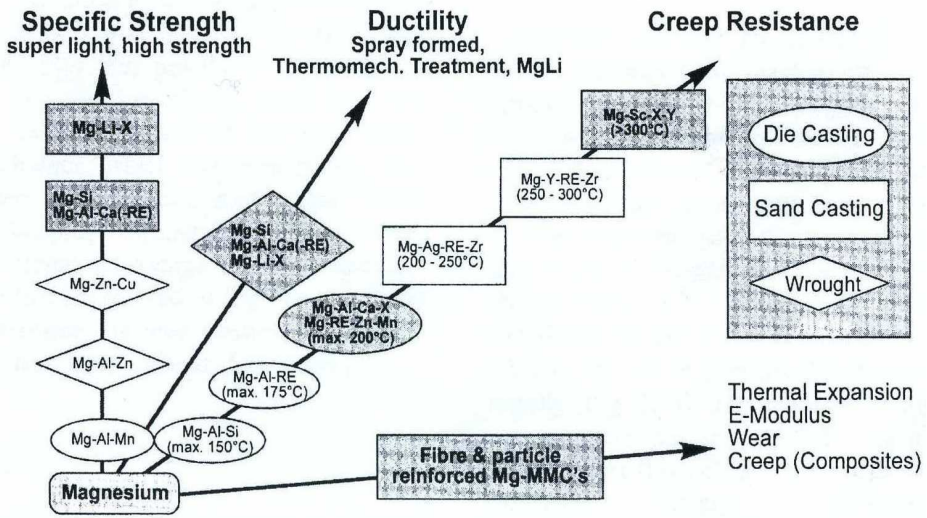 Specific Strength
super light, high strength
Ductility
Spray formed,
Thermomech. Treatment, MgLi
Creep Resistance
Mg-Li-X
Mg-Si
Mg-Al-Ca(-RE)
Mg-Zn-Cu
Mg-Al-Zn
Mg-Al-Mn
Magnesium
Mg-Si
Mg-Al-Ca(-RE)
Mg-Li-X
Mg-Sc-X-Y
(>300°C)
Mg-Y-RE-Zr
(250 - 300°C)
Mg-Ag-RE-Zr
(200 - 250°C)
Mg-Al-Ca-X
Mg-RE-Zn-Mn
(max. 200°C)
Mg-Al-RE
(max. 175°C)
Mg-Al-Si
(max. 150°C)
Die Casting
Sand Casting
Wrought
Fibre & particle
reinforced Mg-MMC's
Thermal Expansion
E-Modulus
Wear
Creep (Composites)